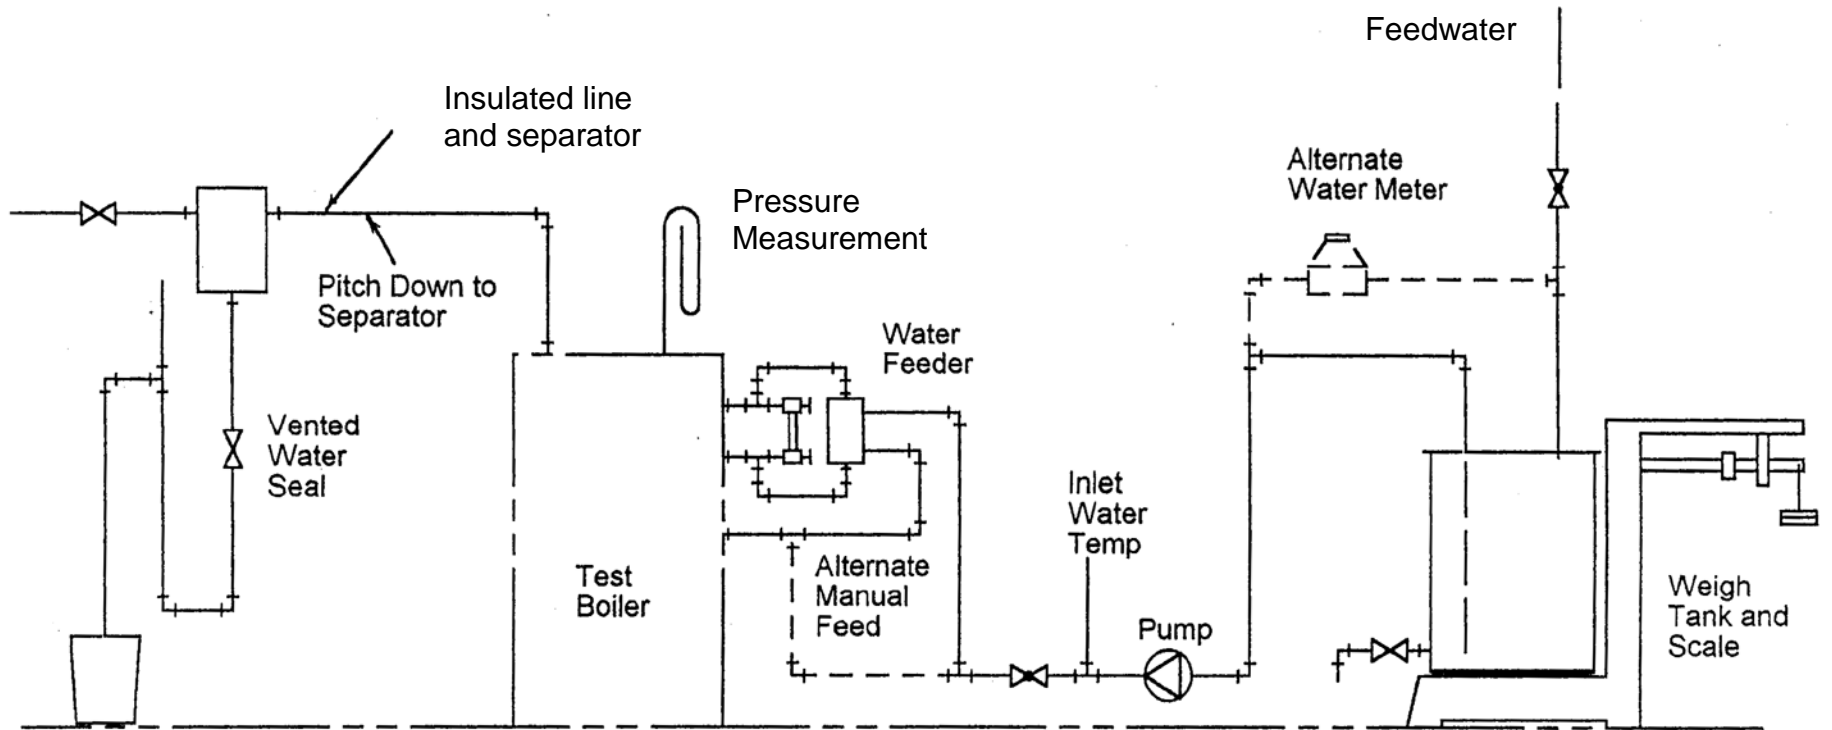 Feedwater
Insulated line
and separator
Alternate
Water Meter
Pressure
Measurement
Pitch Down to
Separator
Water
Feeder
Vented
Water
Seal
Inlet
Water
Temp
Test
Boiler
Alternate
Manual
Feed
Pump
Weigh
Tank and
Scale